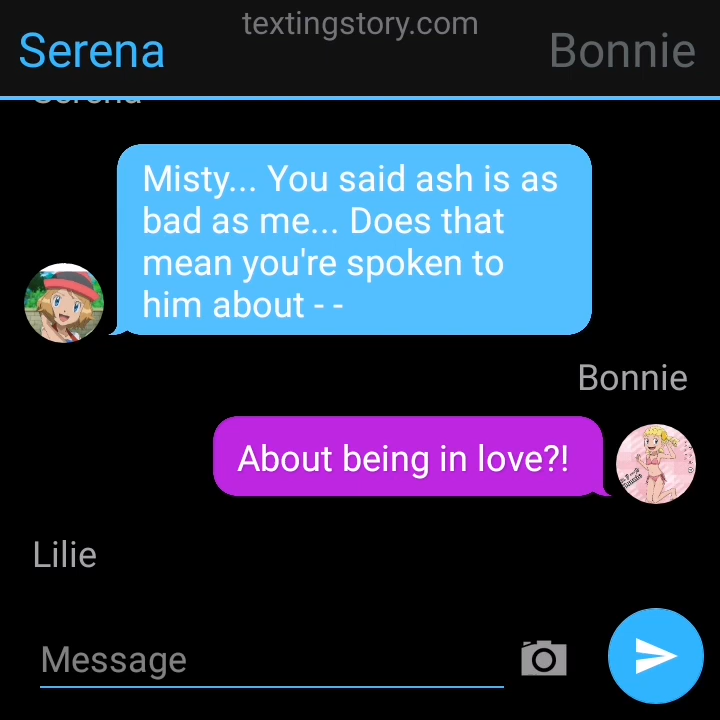 textingstory.com
Serena
Bonnie
Serena
Misty... You said ash is as
bad as me... Does that
mean you're spoken to
him about - -
Bonnie
About being in love?!
Lilie
Message